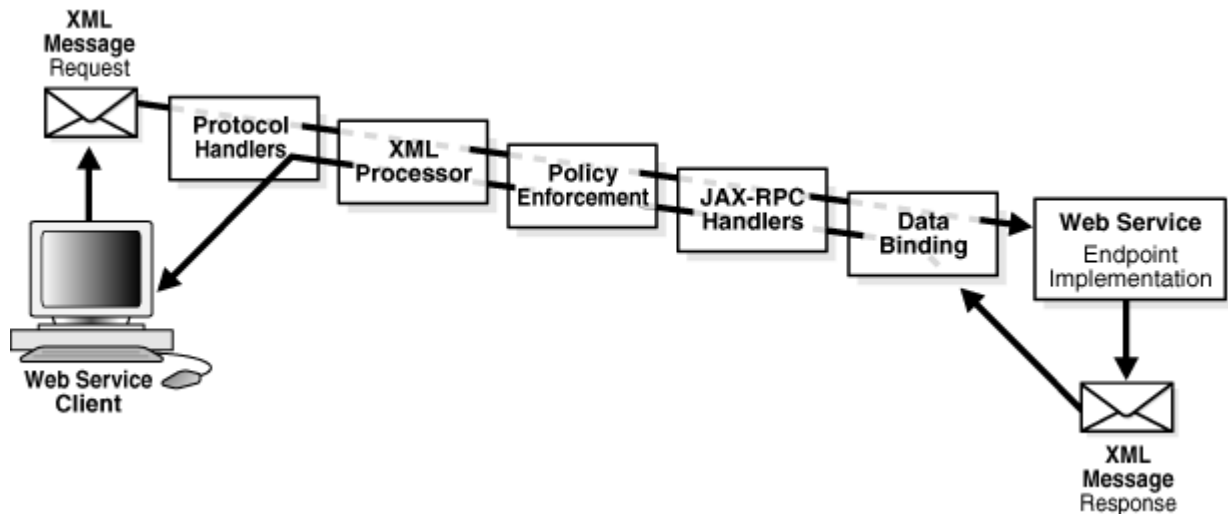 XML
Message
Request
Protocol
Handlers
XML
Processor
Policy
Enforcement
JAX-RPC
Handlers
Data
Binding
Web Service
Endpoint
Implementation
Web Service
Client
XML
Message
Response